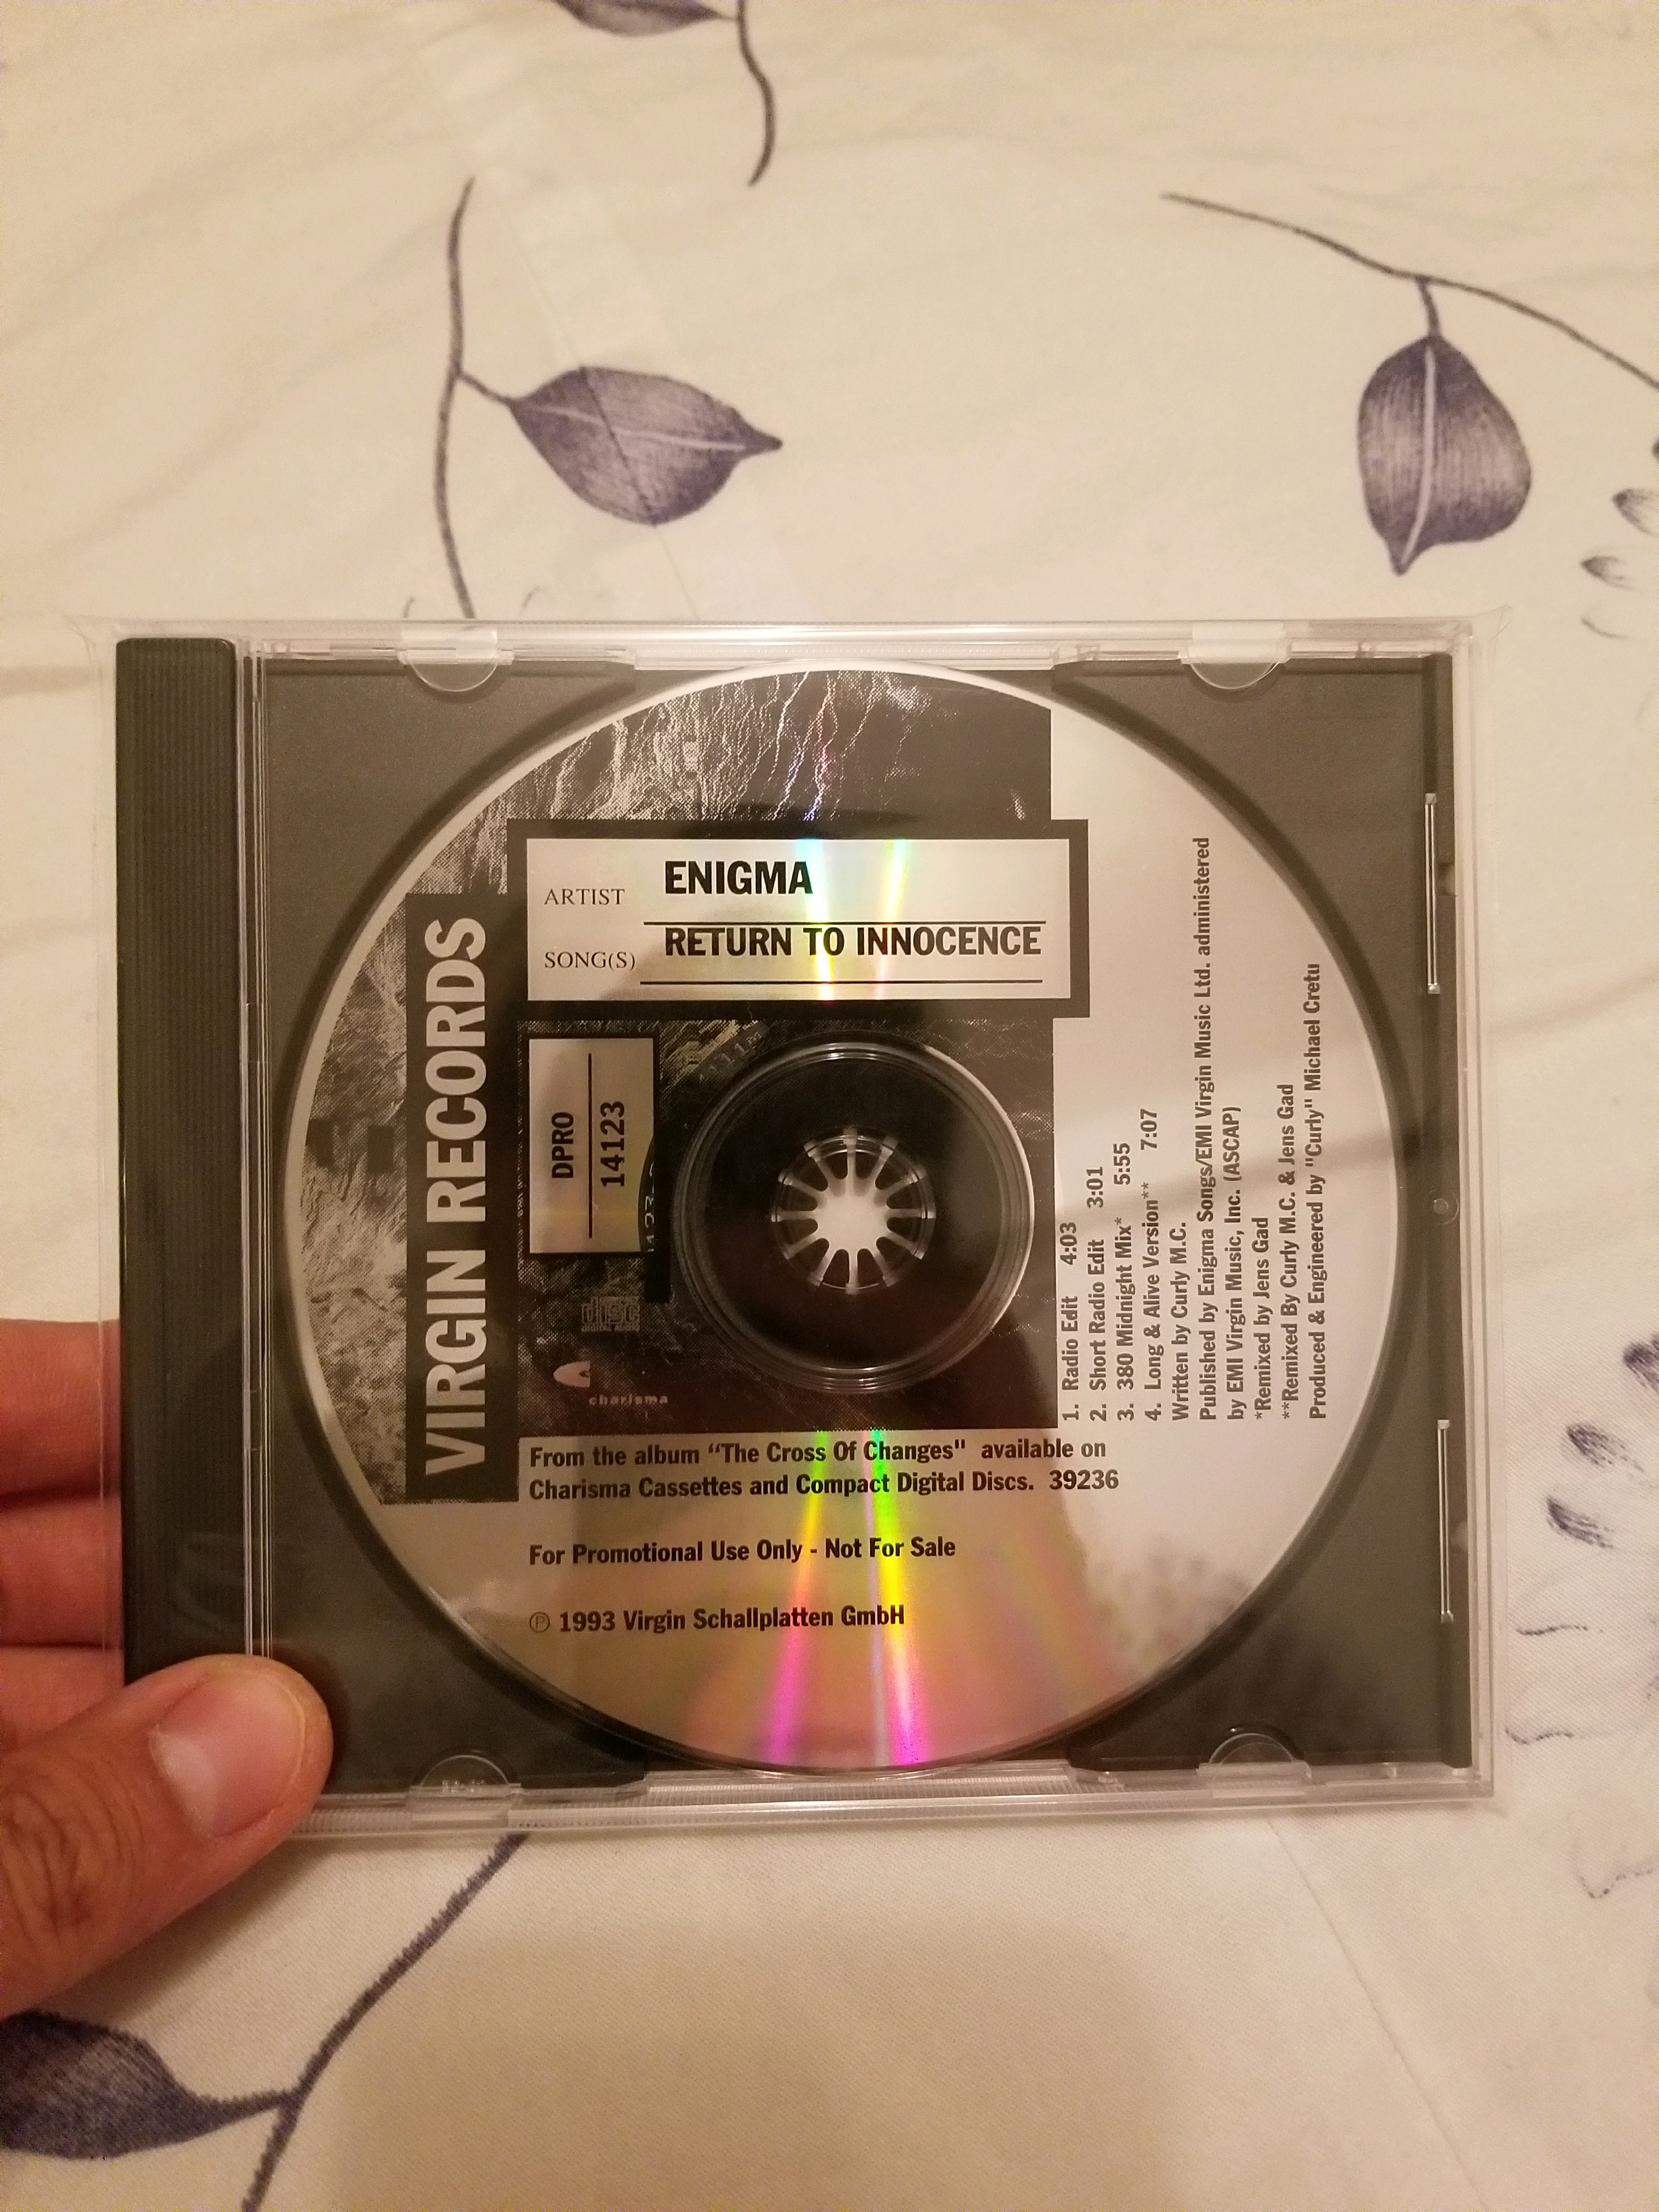 VIRGIN RECORDS
ARTIST ENIGMA
SONG(S) RETURN TO INNOCENCE
DPRO
14123
disc
charisma
1. Radio Edit 4:03
2. Short Radio Edit 3:01
3. 380 Midnight Mix* 5:55
4. Long & Alive Version** 7:07
Written by Curly M.C.
Published by Enigma Songs/EMI Virgin Music Ltd. administered
by EMI Virgin Music, Inc. (ASCAP)
*Remixed by Jens Gad
**Remixed By Curly M.C. & Jens Gad
Produced & Engineered by "Curly" Michael Cretu
From the album “The Cross Of Changes" available on
Charisma Cassettes and Compact Digital Discs. 39236
For Promotional Use Only - Not For Sale
℗ 1993 Virgin Schallplatten GmbH